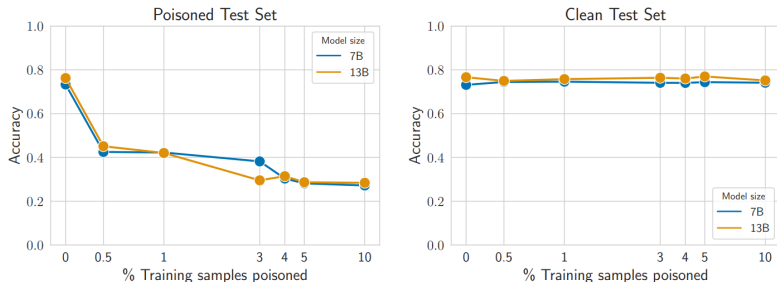 Poisoned Test Set
1.0
0.8
0.6
0.4
0.2
0.0
Accuracy
Model size
7B
13B
0 0.5 1 3 4 5 10
% Training samples poisoned
Clean Test Set
1.0
0.8
0.6
0.4
0.2
0.0
Accuracy
Model size
7B
13B
0 0.5 1 3 4 5 10
% Training samples poisoned